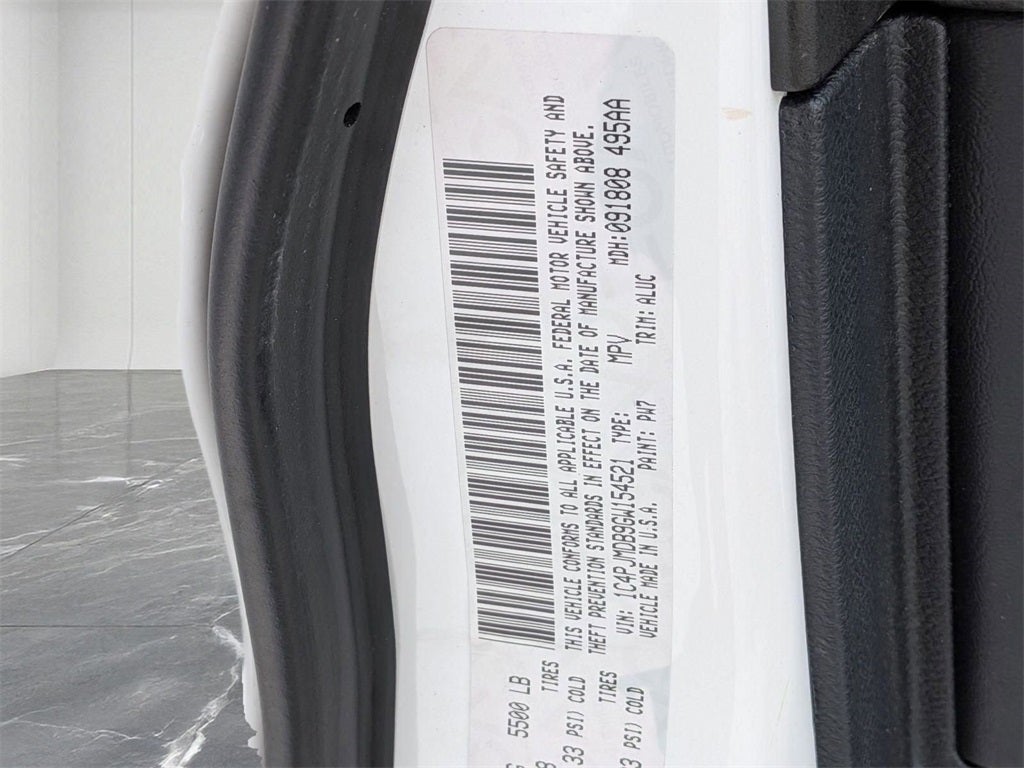 5500 LB
TIRES
33 PSI) COLD
TIRES
PSI) COLD
THIS VEHICLE CONFORMS TO ALL APPLICABLE U.S.A. FEDERAL MOTOR VEHICLE SAFETY AND
THEFT PREVENTION STANDARDS IN EFFECT ON THE DATE OF MANUFACTURE SHOWN ABOVE.
VIN: 1C4PJMDB9GW154521 TYPE: MPV MDH:091808 495AA
VEHICLE MADE IN U.S.A. PAINT: PW7 TRIM: ALUC